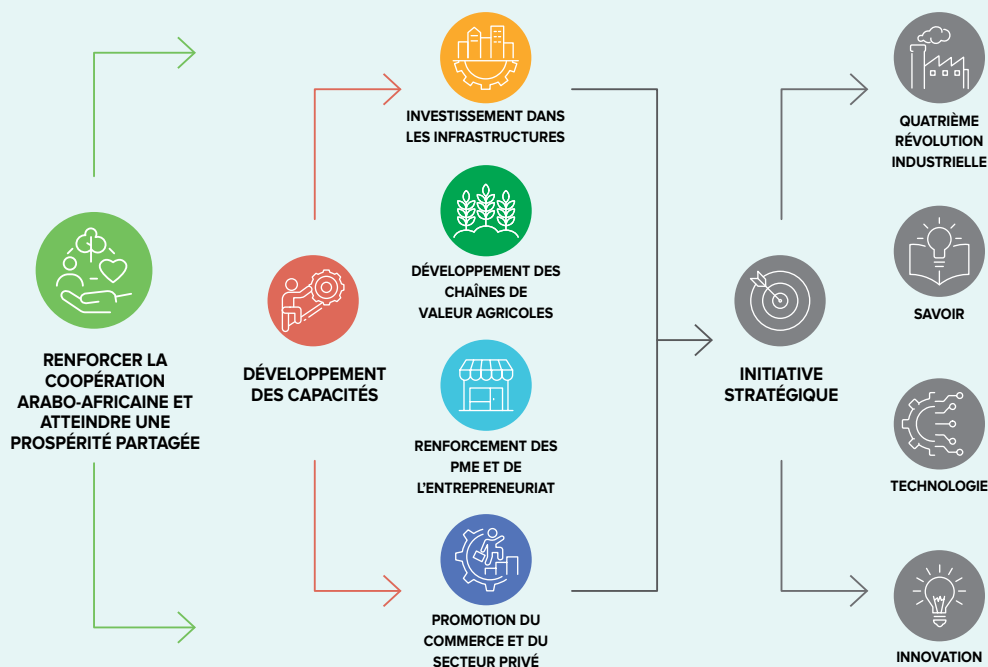 RENFORCER LA
COOPÉRATION
ARABO-AFRICAINE ET
ATTEINDRE UNE
PROSPÉRITÉ PARTAGÉE
DÉVELOPPEMENT
DES CAPACITÉS
INVESTISSEMENT DANS
LES INFRASTRUCTURES
DÉVELOPPEMENT DES
CHAÎNES DE
VALEUR AGRICOLES
RENFORCEMENT DES
PME ET DE
L'ENTREPRENEURIAT
PROMOTION DU
COMMERCE ET DU
SECTEUR PRIVÉ
INITIATIVE
STRATÉGIQUE
QUATRIÈME
RÉVOLUTION
INDUSTRIELLE
SAVOIR
TECHNOLOGIE
INNOVATION